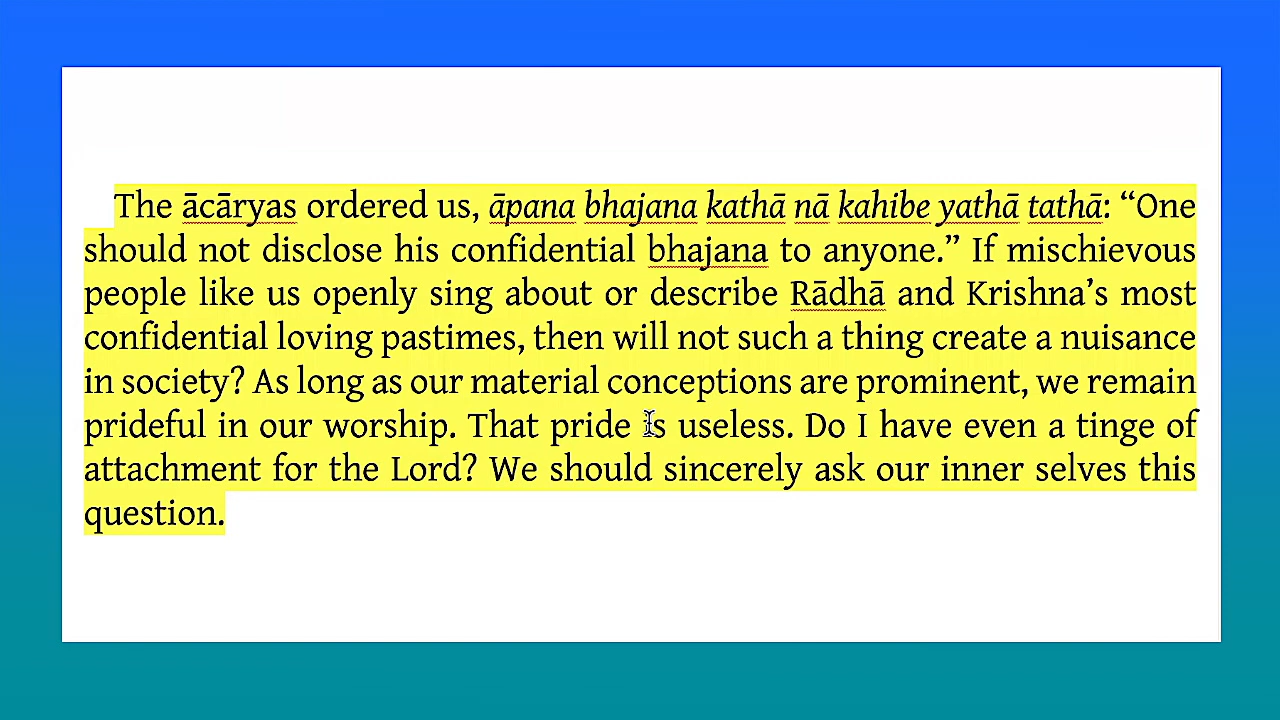 The ācāryas ordered us, āpana bhajana kathā nā kahibe yathā tathā: “One
should not disclose his confidential bhajana to anyone.” If mischievous
people like us openly sing about or describe Rādhā and Krishna’s most
confidential loving pastimes, then will not such a thing create a nuisance
in society? As long as our material conceptions are prominent, we remain
prideful in our worship. That pride is useless. Do I have even a tinge of
attachment for the Lord? We should sincerely ask our inner selves this
question.